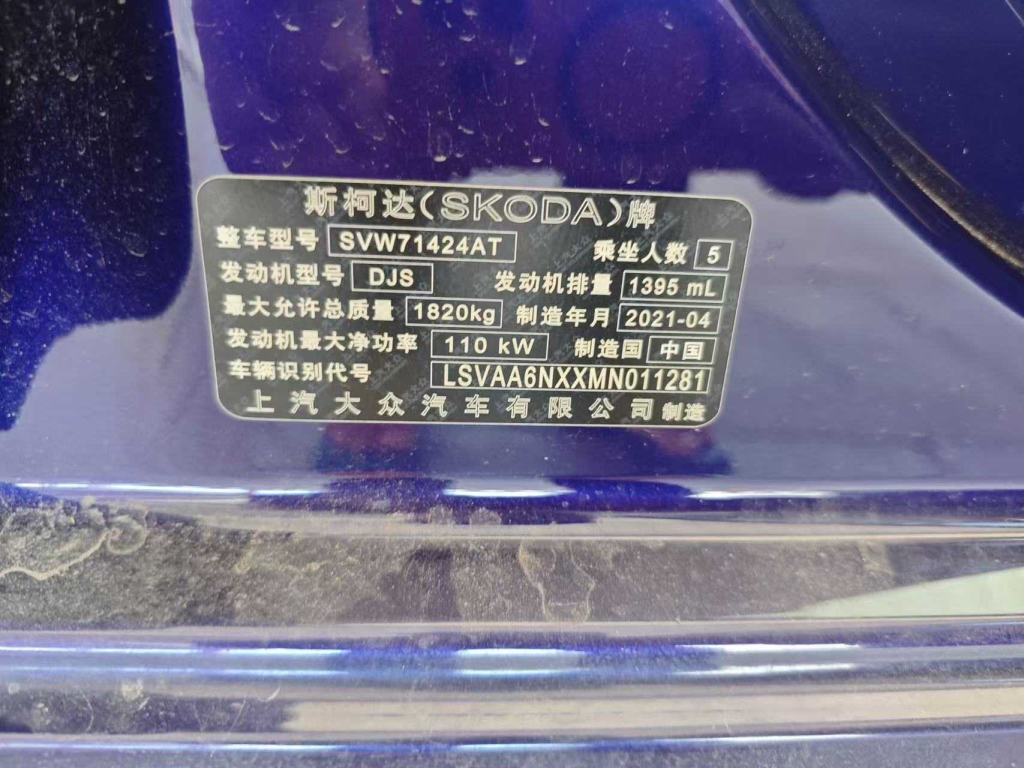 斯柯达(SKODA)牌
整车型号 SVW71424AT 乘坐人数 5
发动机型号 DJS 发动机排量 1395 mL
最大允许总质量 1820kg 制造年月 2021-04
发动机最大净功率 110 kW 制造国 中国
车辆识别代号 LSVAA6NXXMN011281
上汽大众汽车有限公司 制造